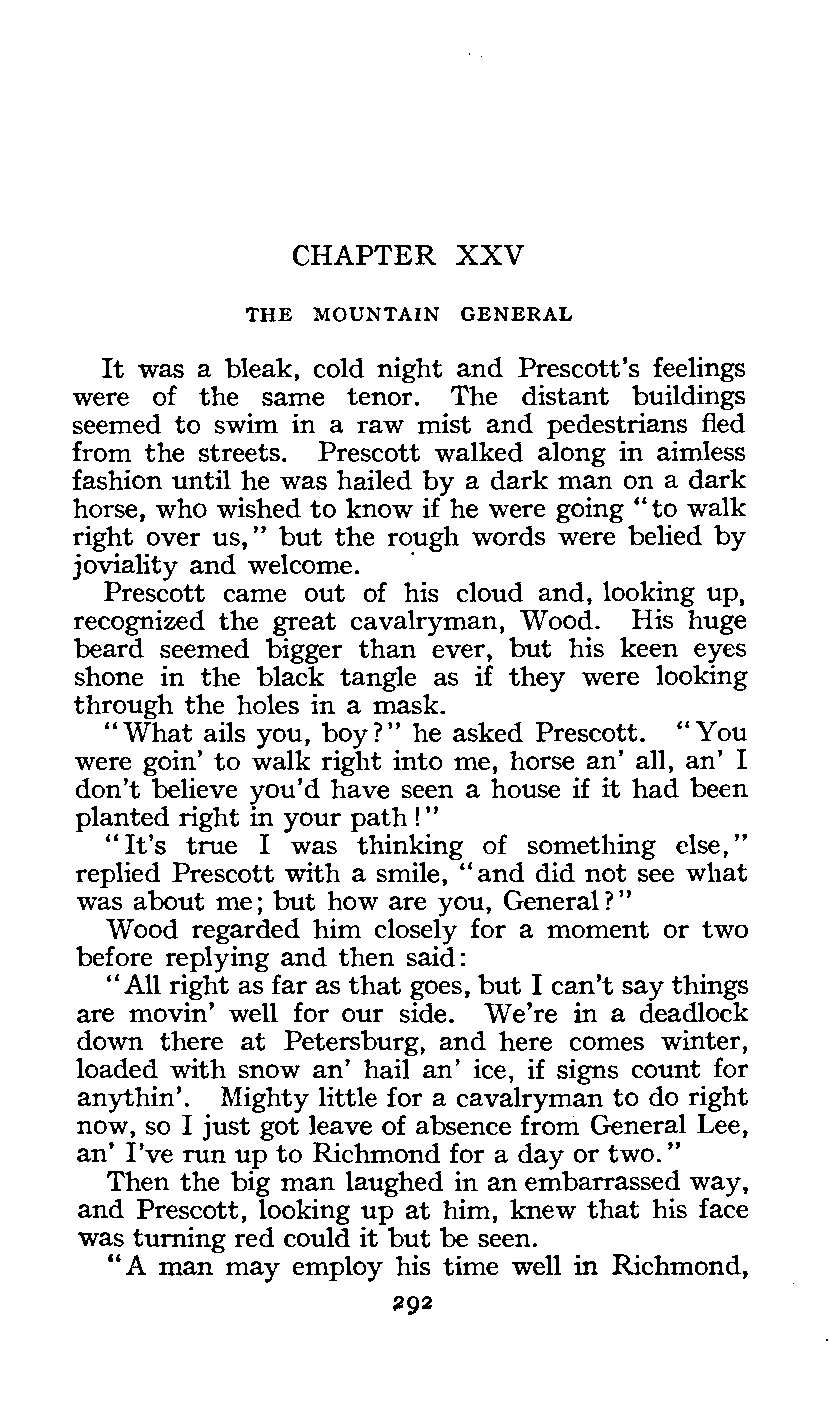 CHAPTER XXV
THE MOUNTAIN GENERAL
It was a bleak, cold night and Prescott's feelings
were of the same tenor. The distant buildings
seemed to swim in a raw mist and pedestrians fled
from the streets. Prescott walked along in aimless
fashion until he was hailed by a dark man on a dark
horse, who wished to know if he were going "to walk
right over us," but the rough words were belied by
joviality and welcome.
Prescott came out of his cloud and, looking up,
recognized the great cavalryman, Wood. His huge
beard seemed bigger than ever, but his keen eyes
shone in the black tangle as if they were looking
through the holes in a mask.
"What ails you, boy?" he asked Prescott. "You
were goin' to walk right into me, horse an' all, an' I
don't believe you'd have seen a house if it had been
planted right in your path!"
"It's true I was thinking of something else,"
replied Prescott with a smile, "and did not see what
was about me; but how are you, General?"
Wood regarded him closely for a moment or two
before replying and then said:
"All right as far as that goes, but I can't say things
are movin' well for our side. We're in a deadlock
down there at Petersburg, and here comes winter,
loaded with snow an' hail an' ice, if signs count for
anythin'. Mighty little for a cavalryman to do right
now, so I just got leave of absence from General Lee,
an' I've run up to Richmond for a day or two."
Then the big man laughed in an embarrassed way,
and Prescott, looking up at him, knew that his face
was turning red could it but be seen.
"A man may employ his time well in Richmond,
292